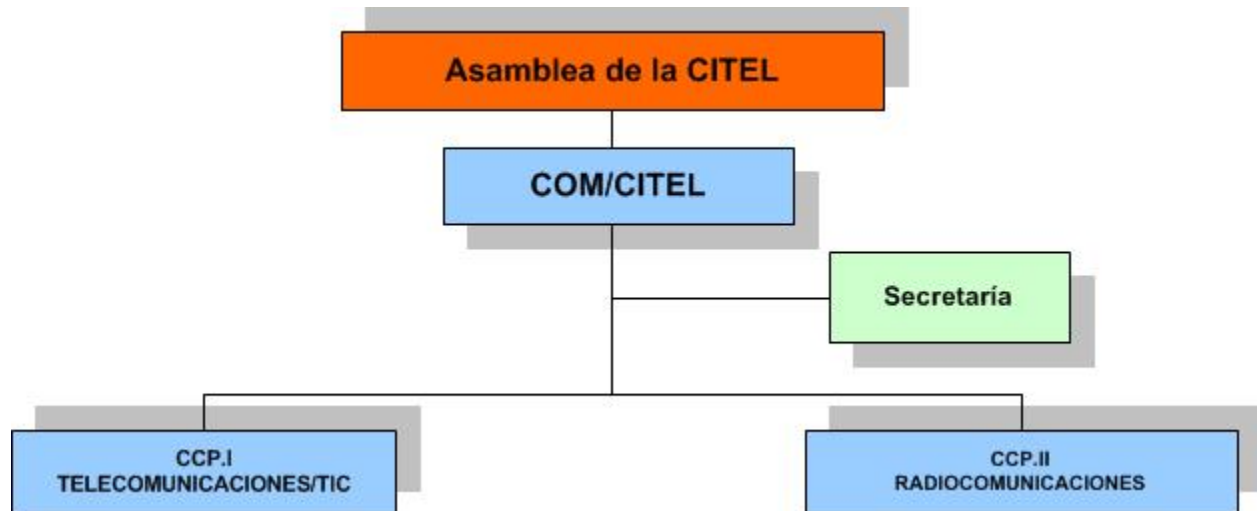 Asamblea de la CITEL
COM/CITEL
Secretaría
CCP.I
TELECOMUNICACIONES/TIC
CCP.II
RADIOCOMUNICACIONES